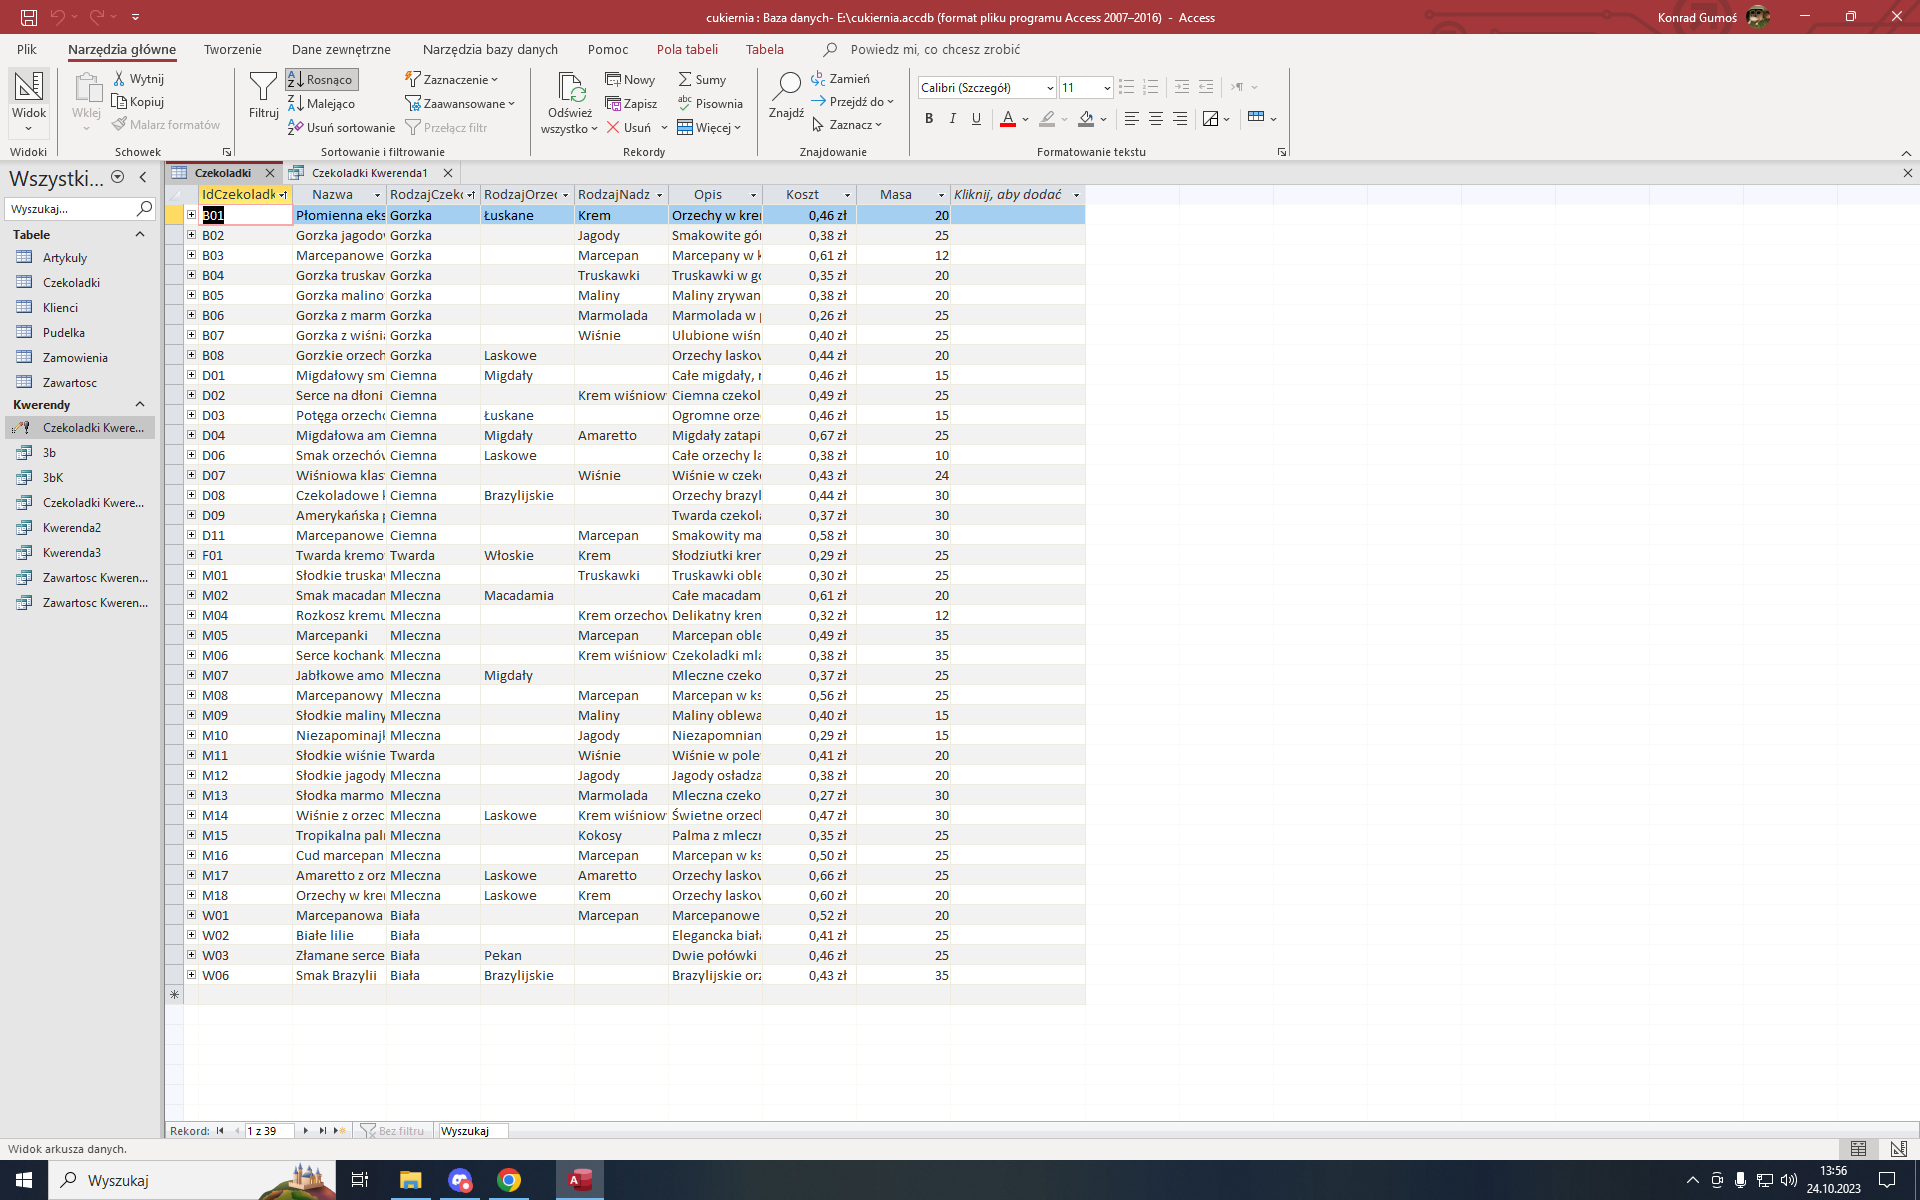 cukiernia : Baza danych- E:\cukiernia.accdb (format pliku programu Access 2007–2016) - Access
Konrad Gumoś
Plik Narzędzia główne Tworzenie Dane zewnętrzne Narzędzia bazy danych Pomoc Pola tabeli Tabela Powiedz mi, co chcesz zrobić
Widok
Widoki
Wklej
Wytnij
Kopiuj
Malarz formatów
Schowek
Filtruj
Rosnąco
Malejąco
Usuń sortowanie
Zaznaczenie
Zaawansowane
Przełącz filtr
Sortowanie i filtrowanie
Odśwież
wszystko
Nowy
Zapisz
Usuń
Sumy
Pisownia
Więcej
Rekordy
Znajdź
Zamień
Przejdź do
Zaznacz
Znajdowanie
Calibri (Szczegół) 11
B I U A
Formatowanie tekstu
Wszystki...
Wyszukaj...
Tabele
Artykuly
Czekoladki
Klienci
Pudelka
Zamowienia
Zawartosc
Kwerendy
Czekoladki Kwere...
3b
3bK
Czekoladki Kwere...
Kwerenda2
Kwerenda3
Zawartosc Kweren...
Zawartosc Kweren...
Czekoladki Czekoladki Kwerenda1
IdCzekoladk Nazwa RodzajCzeko RodzajOrzec RodzajNadz Opis Koszt Masa Kliknij, aby dodać
B01 Płomienna eks Gorzka Łuskane Krem Orzechy w krem 0,46 zł 20
B02 Gorzka jagodov Gorzka Jagody Smakowite gór 0,38 zł 25
B03 Marcepanowe Gorzka Marcepan Marcepany w k 0,61 zł 12
B04 Gorzka truskaw Gorzka Truskawki Truskawki w go 0,35 zł 20
B05 Gorzka malino Gorzka Maliny Maliny zrywan 0,38 zł 20
B06 Gorzka z marm Gorzka Marmolada Marmolada w p 0,26 zł 25
B07 Gorzka z wiśnia Gorzka Wiśnie Ulubione wiśn 0,40 zł 25
B08 Gorzkie orzech Gorzka Laskowe Orzechy laskow 0,44 zł 20
D01 Migdałowy sm Ciemna Migdały Całe migdały, r 0,46 zł 15
D02 Serce na dłoni Ciemna Krem wiśniow Ciemna czekol 0,49 zł 25
D03 Potęga orzecho Ciemna Łuskane Ogromne orze 0,46 zł 15
D04 Migdałowa am Ciemna Migdały Amaretto Migdały zatapi 0,67 zł 25
D06 Smak orzechów Ciemna Laskowe Całe orzechy la 0,38 zł 10
D07 Wiśniowa klas Ciemna Wiśnie Wiśnie w czeko 0,43 zł 24
D08 Czekoladowe k Ciemna Brazylijskie Orzechy brazyl 0,44 zł 30
D09 Amerykańska p Ciemna Twarda czekola 0,37 zł 30
D11 Marcepanowe Ciemna Marcepan Smakowity ma 0,58 zł 30
F01 Twarda kremo Twarda Włoskie Krem Słodziutki krem 0,29 zł 25
M01 Słodkie truskaw Mleczna Truskawki Truskawki oble 0,30 zł 25
M02 Smak macadam Mleczna Macadamia Całe macadam 0,61 zł 20
M04 Rozkosz kremu Mleczna Krem orzechow Delikatny krem 0,32 zł 12
M05 Marcepanki Mleczna Marcepan Marcepan oble 0,49 zł 35
M06 Serce kochank Mleczna Krem wiśniow Czekoladki mla 0,38 zł 35
M07 Jabłkowe amo Mleczna Migdały Mleczne czeko 0,37 zł 25
M08 Marcepanowy Mleczna Marcepan Marcepan w ks 0,56 zł 25
M09 Słodkie maliny Mleczna Maliny Maliny oblewa 0,40 zł 15
M10 Niezapominajk Mleczna Jagody Niezapomnian 0,29 zł 15
M11 Słodkie wiśnie Twarda Wiśnie Wiśnie w pole 0,41 zł 20
M12 Słodkie jagody Mleczna Jagody Jagody osładza 0,38 zł 20
M13 Słodka marmo Mleczna Marmolada Mleczna czeko 0,27 zł 30
M14 Wiśnie z orzec Mleczna Laskowe Krem wiśniow Świetne orzech 0,47 zł 30
M15 Tropikalna palm Mleczna Kokosy Palma z mleczn 0,35 zł 25
M16 Cud marcepan Mleczna Marcepan Marcepan w ks 0,50 zł 25
M17 Amaretto z orz Mleczna Laskowe Amaretto Orzechy laskow 0,66 zł 25
M18 Orzechy w krem Mleczna Laskowe Krem Orzechy laskow 0,60 zł 20
W01 Marcepanowa Biała Marcepan Marcepanowe 0,52 zł 20
W02 Białe lilie Biała Elegancka biała 0,41 zł 25
W03 Złamane serce Biała Pekan Dwie połówki 0,46 zł 25
W06 Smak Brazylii Biała Brazylijskie Brazylijskie orz 0,43 zł 35
Rekord: 1 z 39 Bez filtru Wyszukaj
Widok arkusza danych.
Wyszukaj
13:56
24.10.2023